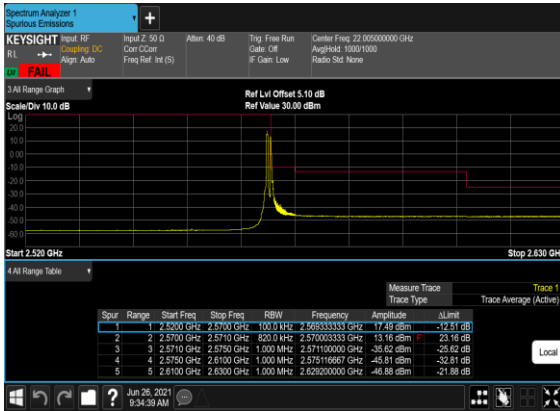 Spectrum Analyzer 1
Spurious Emissions
KEYSIGHT Input: RF Input Z: 50 Ω Atten: 40 dB Trig: Free Run Center Freq: 22.005000000 GHz
RL Coupling: DC Corr CCorr Gate: Off Avg|Hold: 1000/1000
Align: Auto Freq Ref: Int (S) IF Gain: Low Radio Std: None
LXI FAIL
3 All Range Graph
Ref Lvl Offset 5.10 dB
Scale/Div 10.0 dB Ref Value 30.00 dBm
Log
20.0
10.0
0.00
-10.0
-20.0
-30.0
-40.0
-50.0
-60.0
Start 2.520 GHz Stop 2.630 GH
4 All Range Table
Measure Trace Trace 1
Trace Type Trace Average (Active)
Spur Range Start Freq Stop Freq RBW Frequency Amplitude ΔLimit
1 1 2.5200 GHz 2.5700 GHz 100.0 kHz 2.569333333 GHz 17.49 dBm -12.51 dB
2 2 2.5700 GHz 2.5710 GHz 820.0 kHz 2.570003333 GHz 13.16 dBm F 23.16 dB
3 3 2.5710 GHz 2.5750 GHz 1.000 MHz 2.571100000 GHz -35.62 dBm -25.62 dB
4 4 2.5750 GHz 2.6100 GHz 1.000 MHz 2.575116667 GHz -45.81 dBm -32.81 dB
5 5 2.6100 GHz 2.6300 GHz 1.000 MHz 2.629200000 GHz -46.88 dBm -21.88 dB
Local
Jun 26, 2021
9:34:39 AM